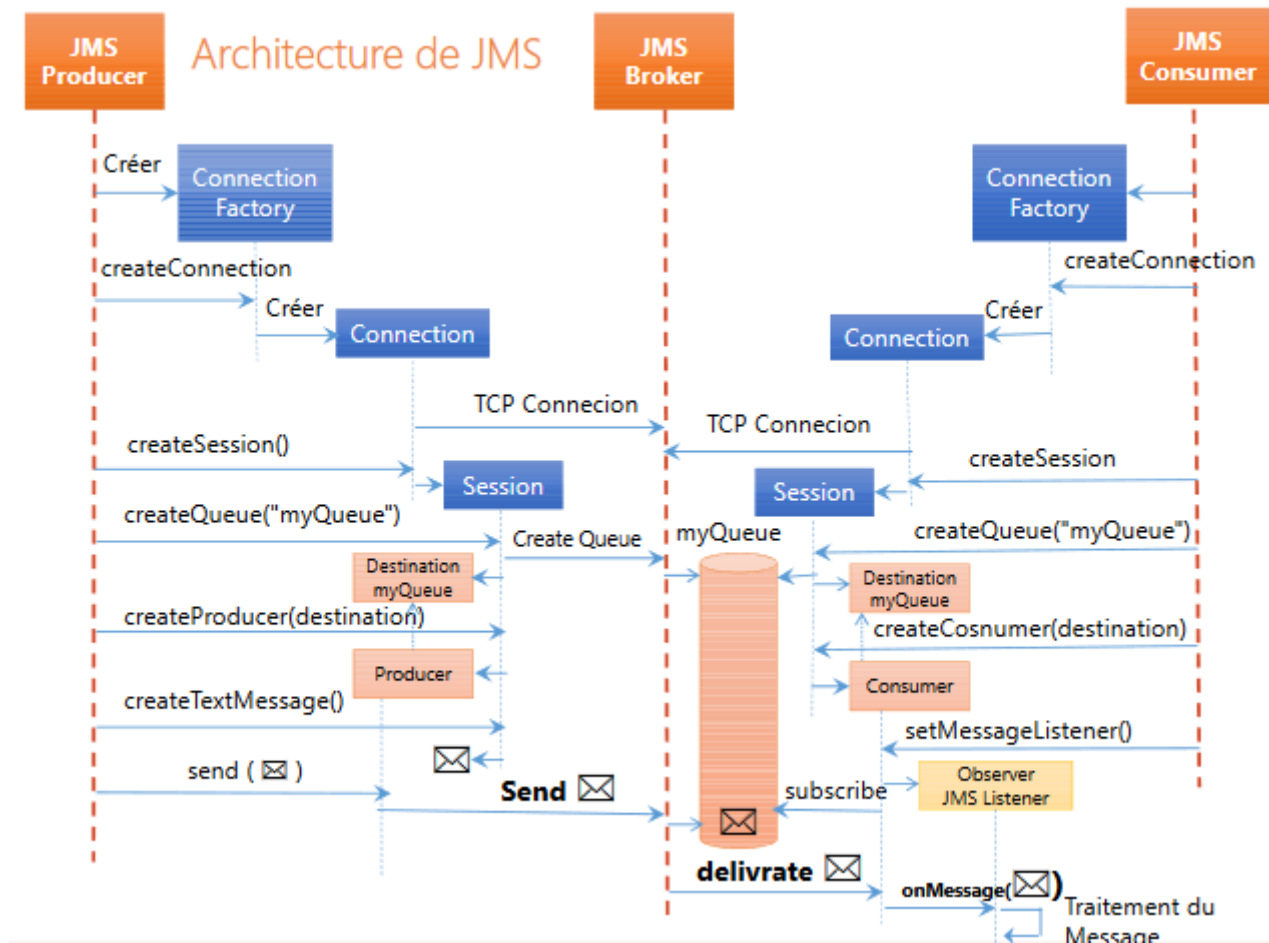 JMS
Producer
Architecture de JMS
JMS
Broker
JMS
Consumer
Créer
Connection
Factory
Connection
Factory
createConnection
createConnection
Créer
Connection
Créer
Connection
TCP Connecion
TCP Connecion
createSession()
createSession
Session
Session
createQueue("myQueue")
Create Queue
myQueue
createQueue("myQueue")
Destination
myQueue
Destination
myQueue
createProducer(destination)
createCosnumer(destination)
Producer
Consumer
createTextMessage()
setMessageListener()
send ( ✉ )
Send ✉
subscribe
Observer
JMS Listener
delivrate ✉
onMessage(✉)
Traitement du
Message